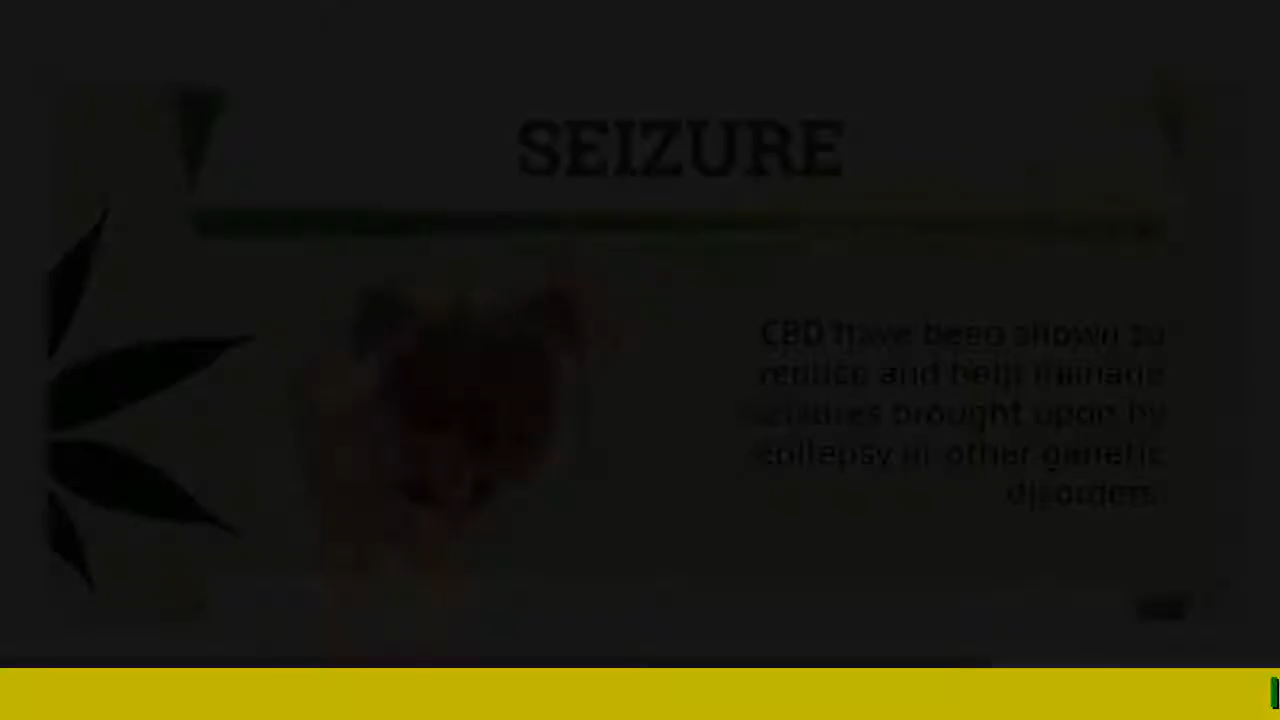 SEIZURE
CBD have been shown to
reduce and help manage
seizures brought upon by
epilepsy or other genetic
disorders.